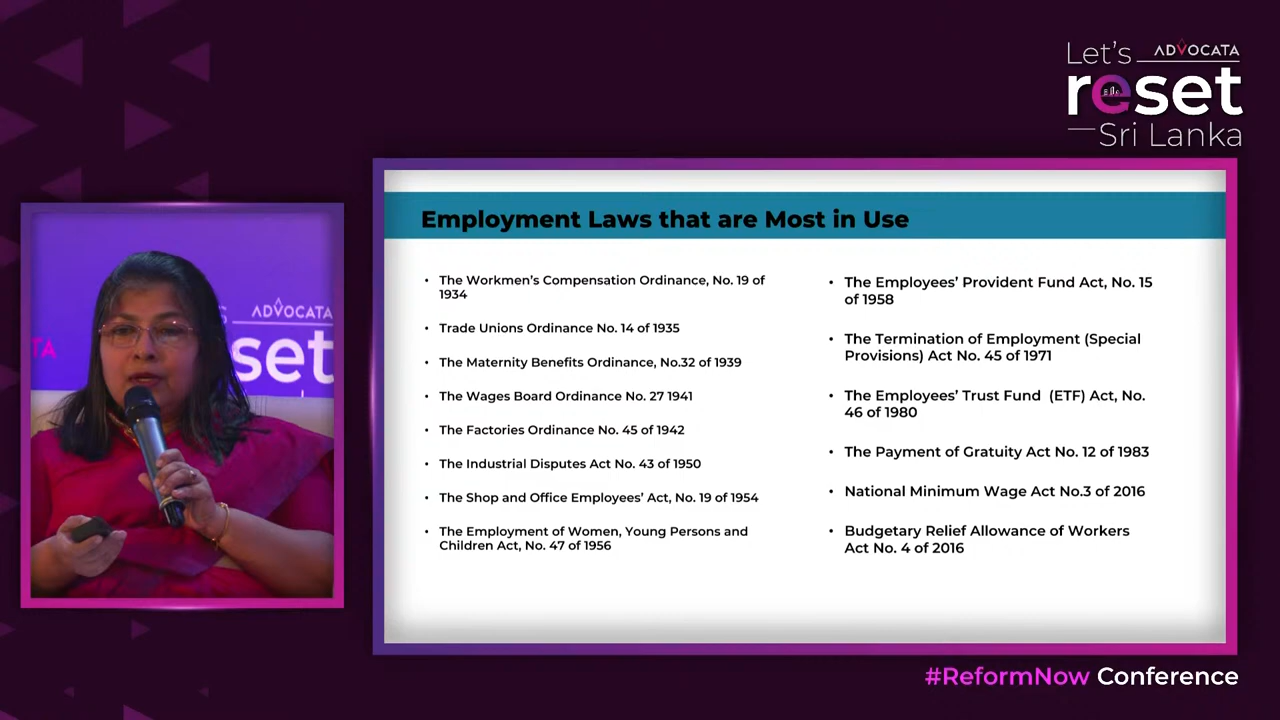 Let's ADVOCATA
reset
Sri Lanka
ADVOCATA
set
TA
Employment Laws that are Most in Use
• The Workmen's Compensation Ordinance, No. 19 of
1934
• Trade Unions Ordinance No. 14 of 1935
• The Maternity Benefits Ordinance, No.32 of 1939
• The Wages Board Ordinance No. 27 1941
• The Factories Ordinance No. 45 of 1942
• The Industrial Disputes Act No. 43 of 1950
• The Shop and Office Employees' Act, No. 19 of 1954
• The Employment of Women, Young Persons and
Children Act, No. 47 of 1956
• The Employees' Provident Fund Act, No. 15
of 1958
• The Termination of Employment (Special
Provisions) Act No. 45 of 1971
• The Employees' Trust Fund (ETF) Act, No.
46 of 1980
• The Payment of Gratuity Act No. 12 of 1983
• National Minimum Wage Act No.3 of 2016
• Budgetary Relief Allowance of Workers
Act No. 4 of 2016
#ReformNow Conference